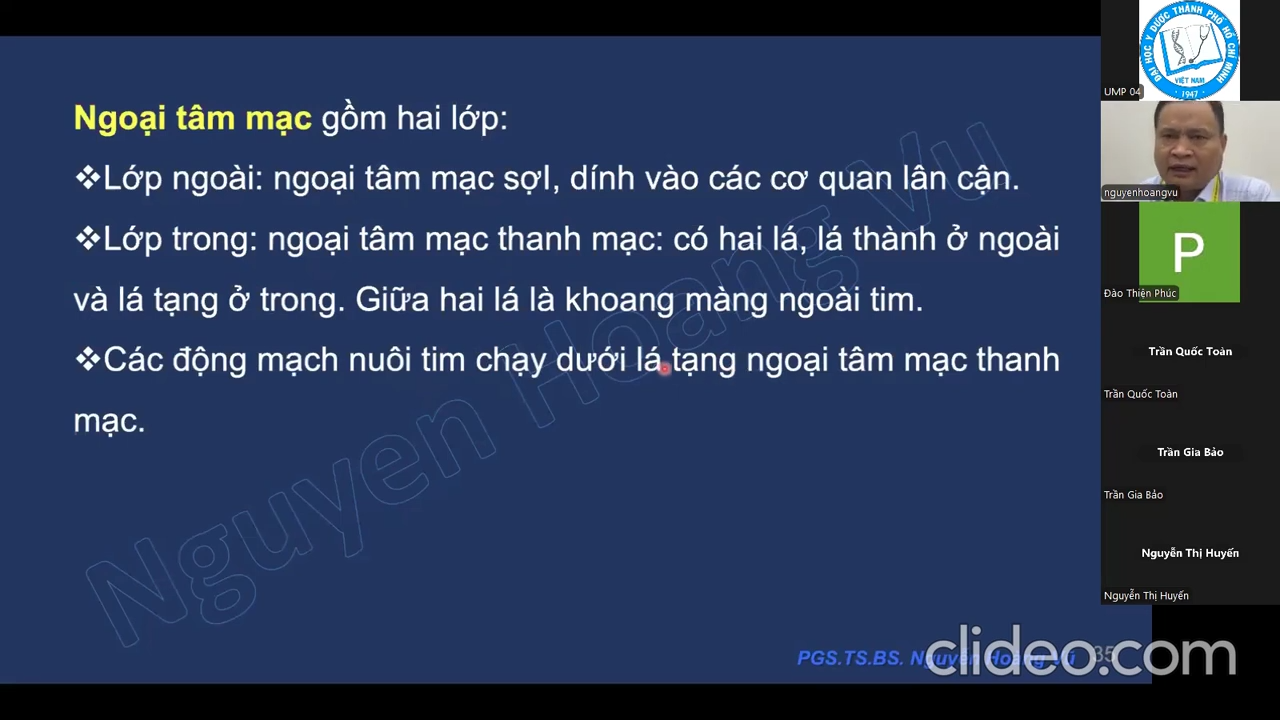 Ngoại tâm mạc gồm hai lớp:
❖Lớp ngoài: ngoại tâm mạc sợI, dính vào các cơ quan lân cận.
❖Lớp trong: ngoại tâm mạc thanh mạc: có hai lá, lá thành ở ngoài
và lá tạng ở trong. Giữa hai lá là khoang màng ngoài tim.
❖Các động mạch nuôi tim chạy dưới lá tạng ngoại tâm mạc thanh
mạc.
Nguyen Hoang Vu
PGS.TS.BS. Nguyễn Hoàng Vũ
35
clideo.com
ĐẠI HỌC Y DƯỢC THÀNH PHỐ HỒ CHÍ MINH
VIỆT NAM
1947
UMP 04
nguyenhoangvu
P
Đào Thiện Phúc
Trần Quốc Toàn
Trần Quốc Toàn
Trần Gia Bảo
Trần Gia Bảo
Nguyễn Thị Huyến
Nguyễn Thị Huyến